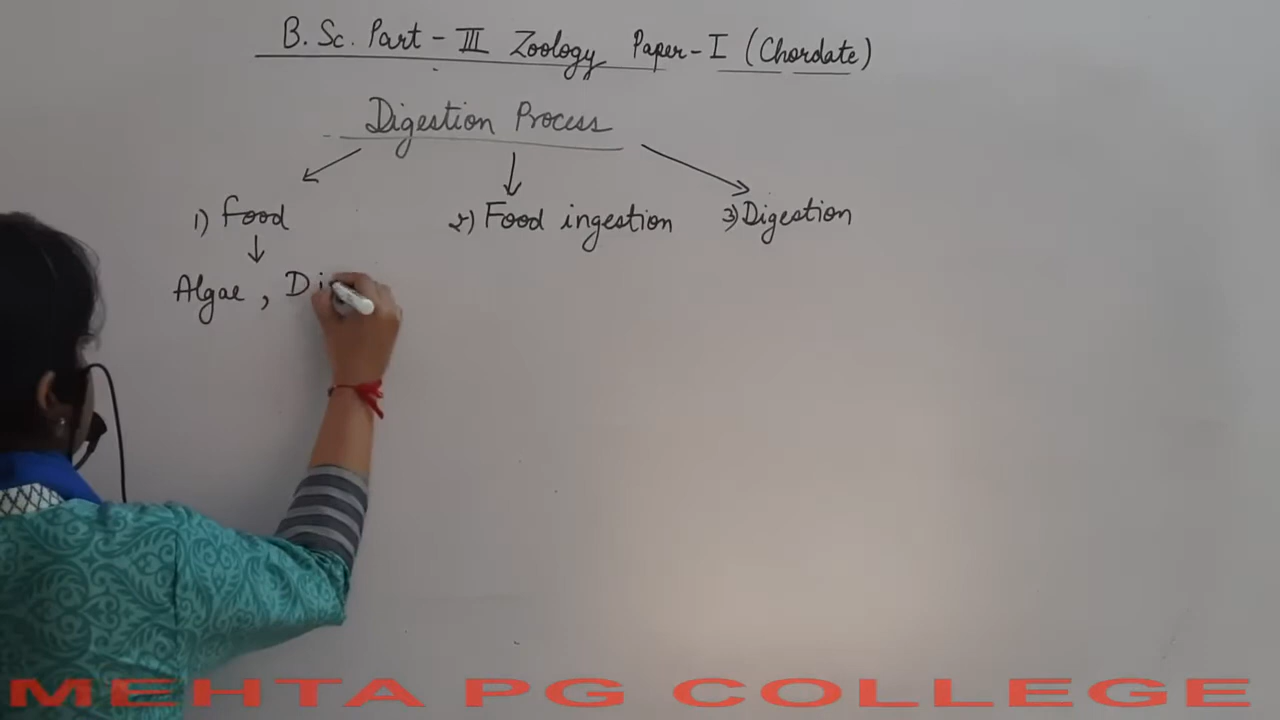 B. Sc. Part - III Zoology Paper - I (Chordate)
Digestion Process
1) Food 2) Food ingestion 3) Digestion
Algae ,
MEHTA PG COLLEGE